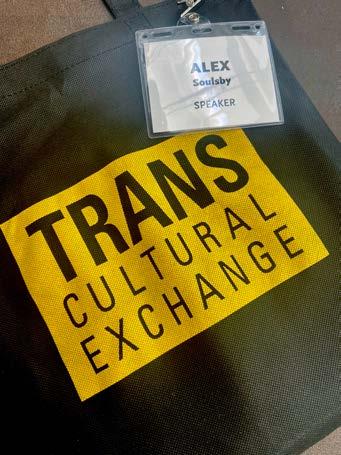 ALEX
Soulsby
SPEAKER
TRANS
CULTURAL
EXCHANGE